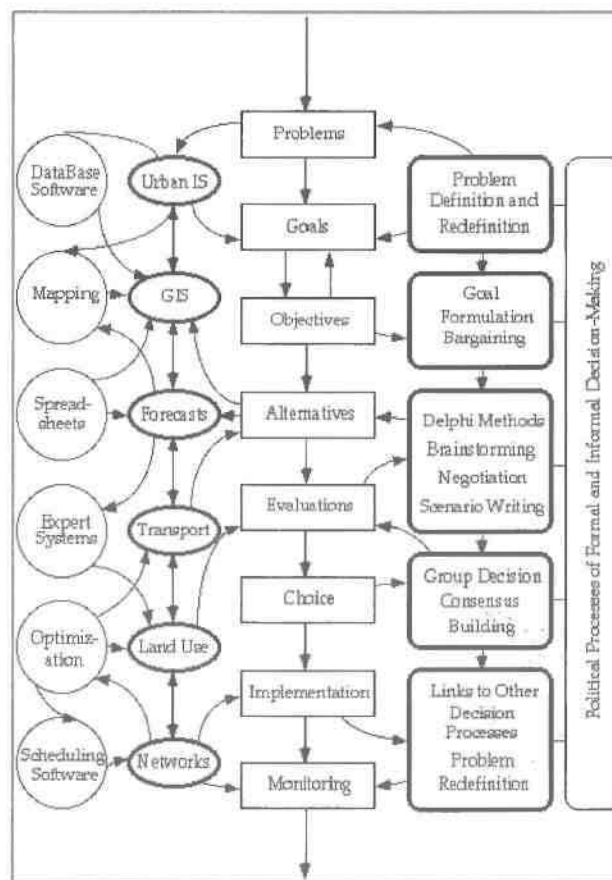 Problems
DataBase
Software
Urban IS
Problem
Definition and
Redefinition
Goals
Mapping
GIS
Objectives
Goal
Formulation
Bargaining
Spread-
sheets
Forecasts
Alternatives
Delphi Methods
Brainstorming
Negotiation
Scenario Writing
Expert
Systems
Transport
Evaluations
Choice
Group Decision
Consensus
Building
Optimiz-
ation
Land Use
Implementation
Links to Other
Decision
Processes
Problem
Redefinition
Scheduling
Software
Networks
Monitoring
Political Processes of Formal and Informal Decision-Making